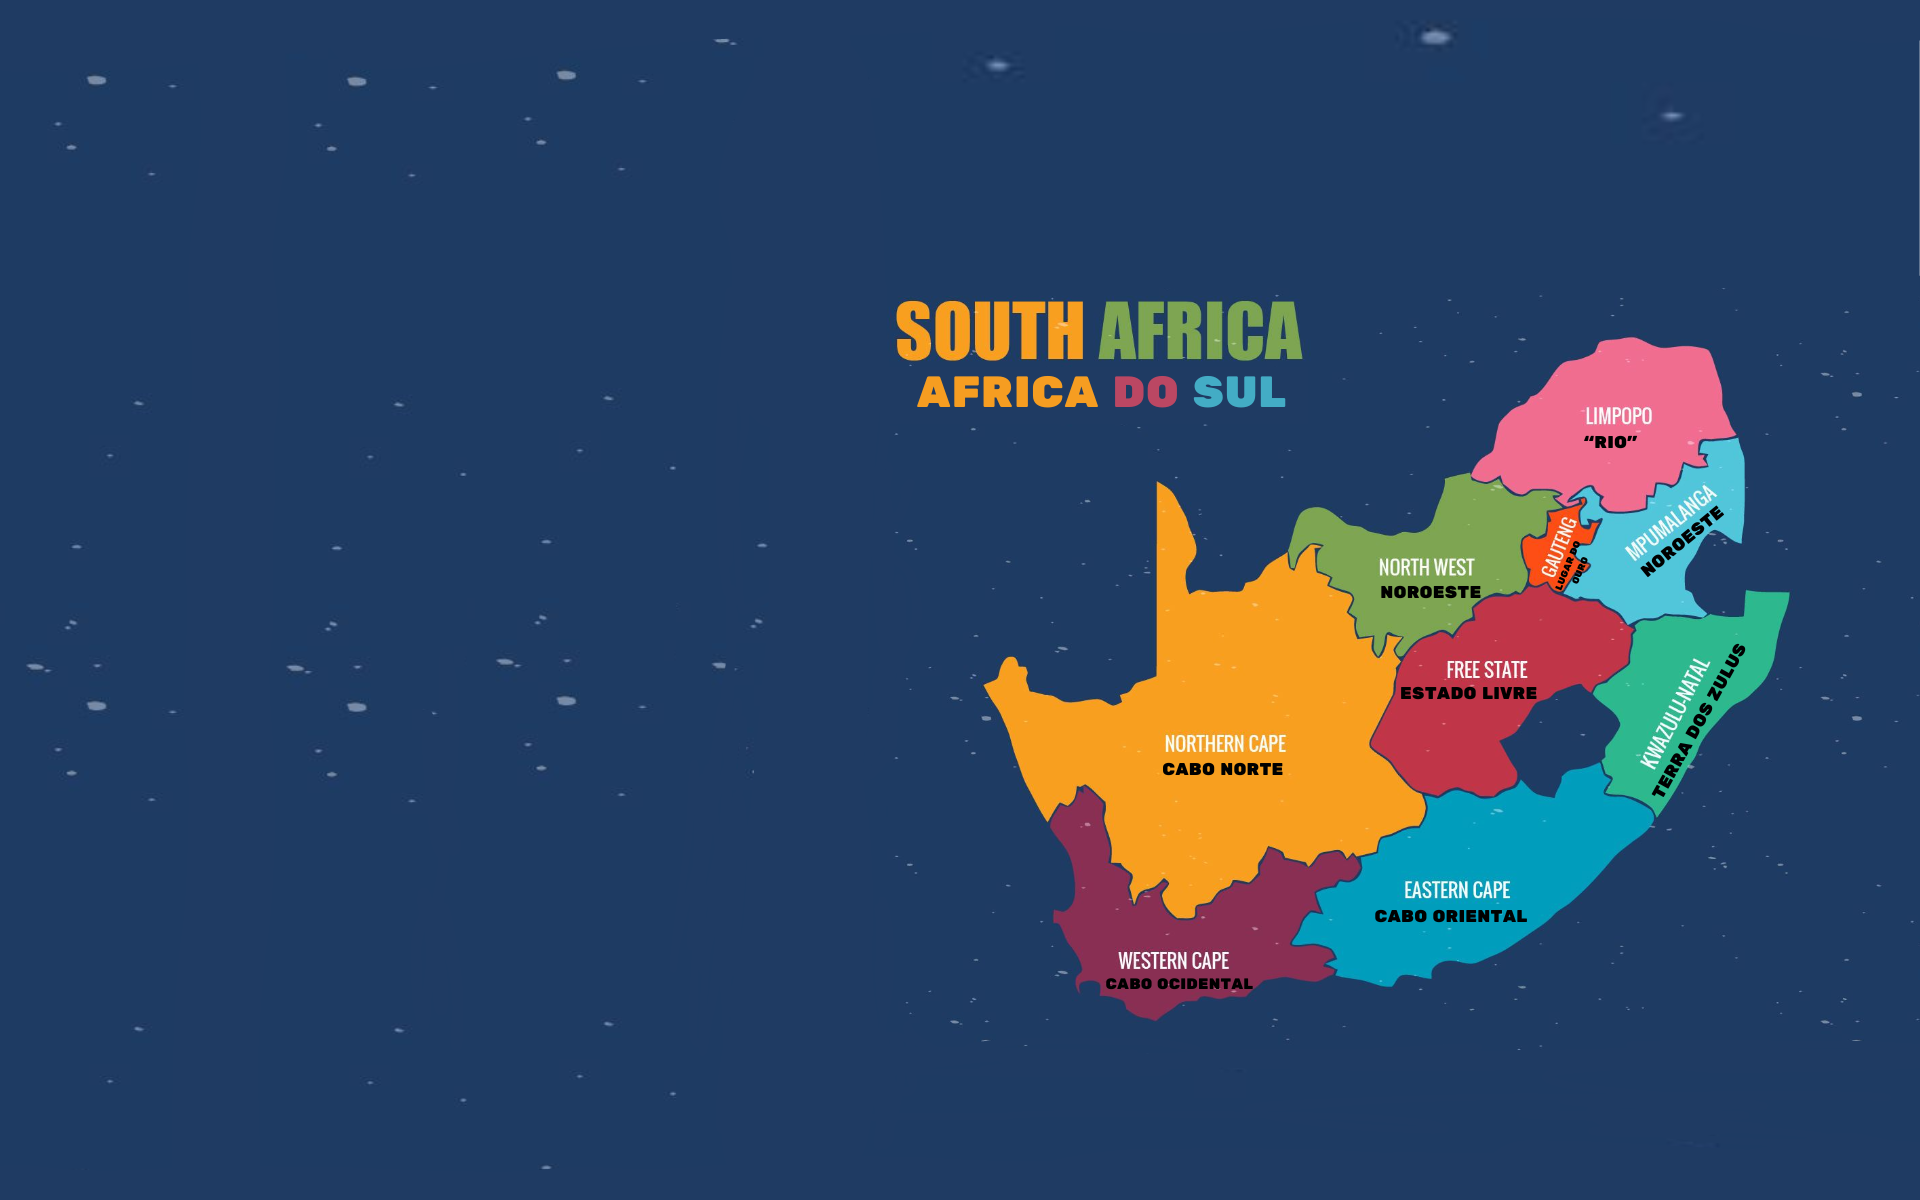 SOUTH AFRICA
AFRICA DO SUL
LIMPOPO
“RIO”
MPUMALANGA
NOROESTE
GAUTENG
LUGAR DO
OURO
NORTH WEST
NOROESTE
FREE STATE
ESTADO LIVRE
KWAZULU-NATAL
TERRA DOS ZULUS
NORTHERN CAPE
CABO NORTE
EASTERN CAPE
CABO ORIENTAL
WESTERN CAPE
CABO OCIDENTAL